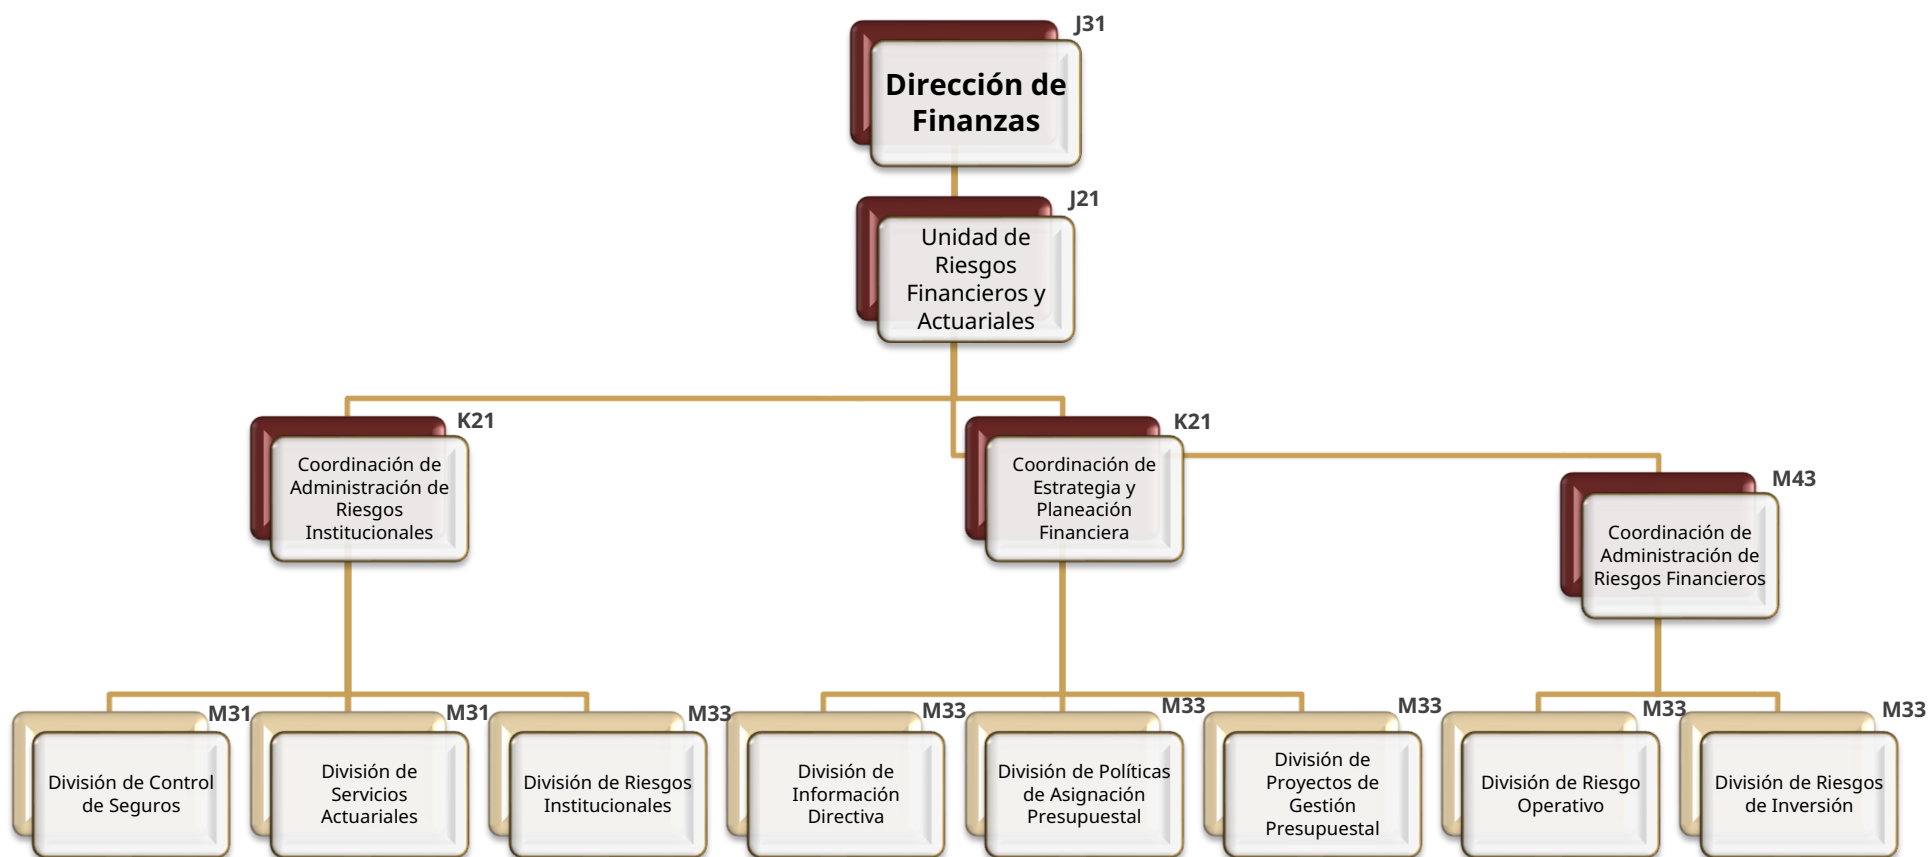 J31
Dirección de
Finanzas
J21
Unidad de
Riesgos
Financieros y
Actuariales
K21
Coordinación de
Administración de
Riesgos
Institucionales
K21
Coordinación de
Estrategia y
Planeación
Financiera
M43
Coordinación de
Administración de
Riesgos Financieros
M31
División de Control
de Seguros
M31
División de
Servicios
Actuariales
M33
División de Riesgos
Institucionales
M33
División de
Información
Directiva
M33
División de Políticas
de Asignación
Presupuestal
M33
División de
Proyectos de
Gestión
Presupuestal
M33
División de Riesgo
Operativo
M33
División de Riesgos
de Inversión